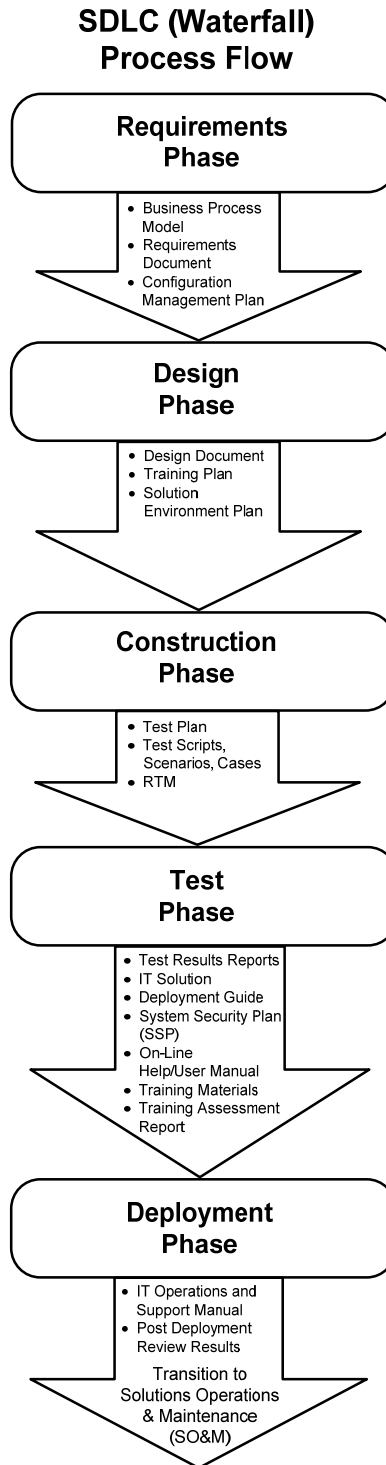 SDLC (Waterfall)
Process Flow
Requirements
Phase
• Business Process
Model
• Requirements
Document
• Configuration
Management Plan
Design
Phase
• Design Document
• Training Plan
• Solution
Environment Plan
Construction
Phase
• Test Plan
• Test Scripts,
Scenarios, Cases
• RTM
Test
Phase
• Test Results Reports
• IT Solution
• Deployment Guide
• System Security Plan
(SSP)
• On-Line
Help/User Manual
• Training Materials
• Training Assessment
Report
Deployment
Phase
• IT Operations and
Support Manual
• Post Deployment
Review Results
Transition to
Solutions Operations
& Maintenance
(SO&M)